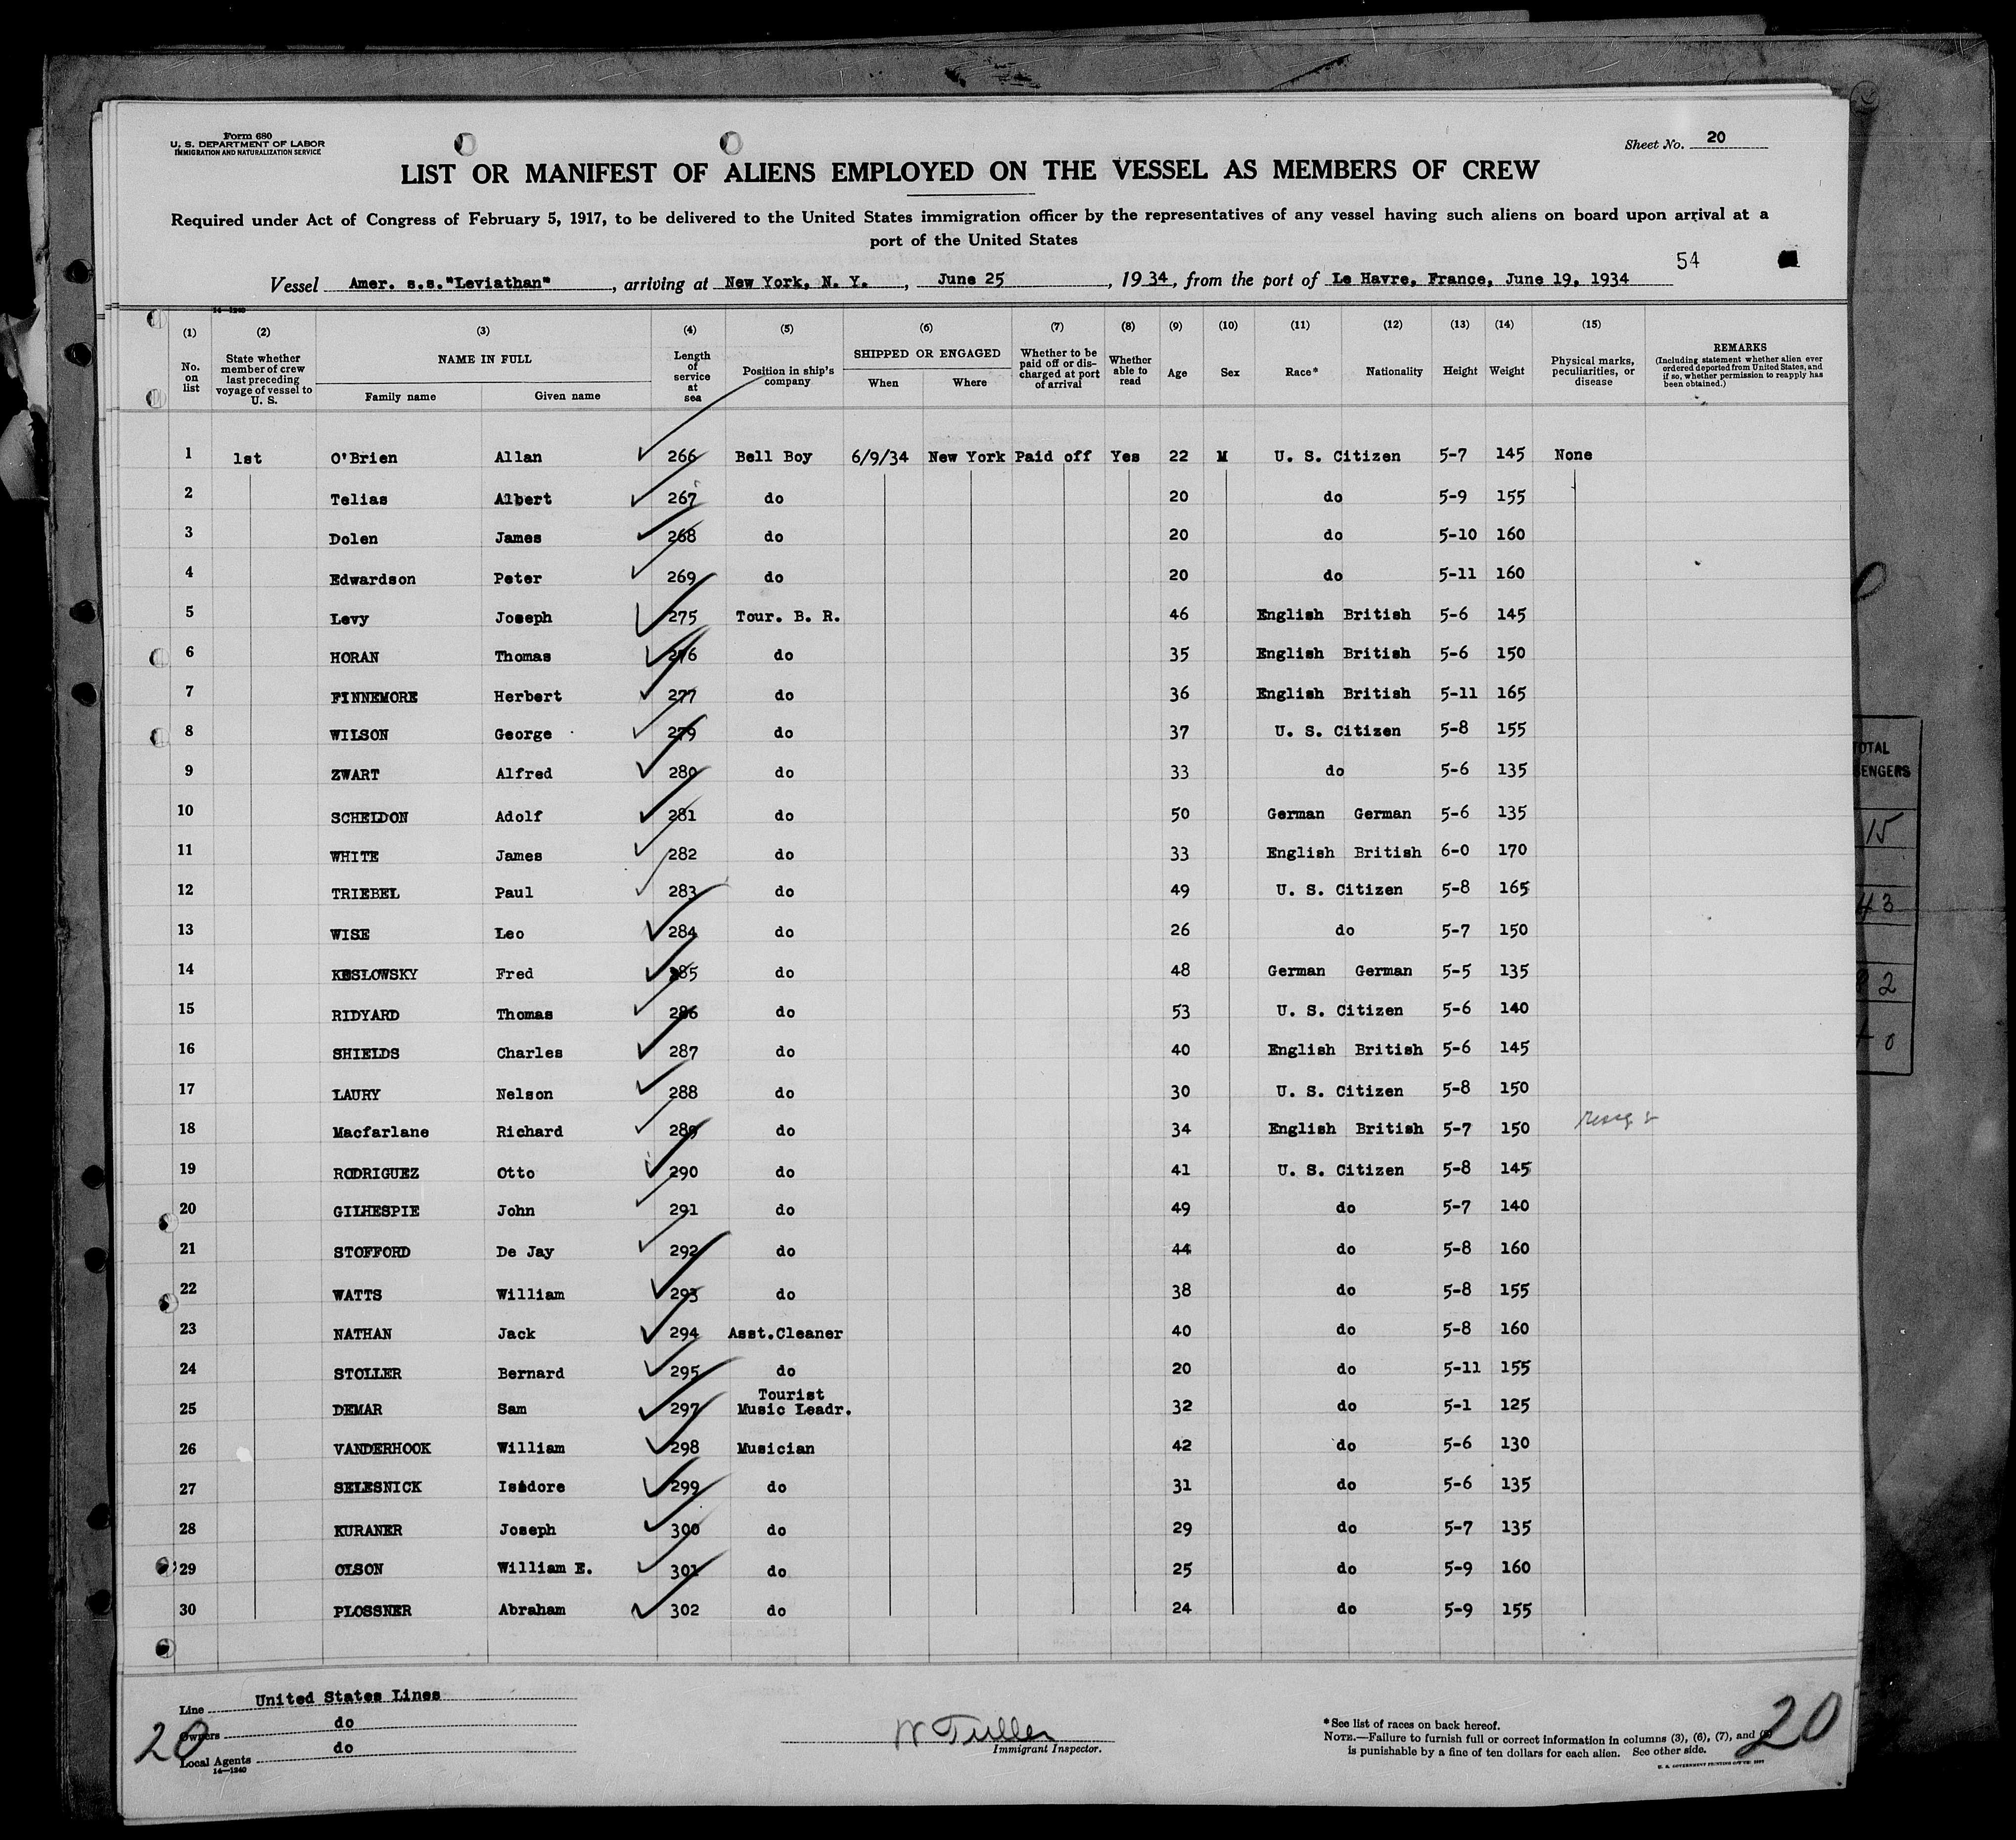 Form 680
U. S. DEPARTMENT OF LABOR
IMMIGRATION AND NATURALIZATION SERVICE
Sheet No. 20
LIST OR MANIFEST OF ALIENS EMPLOYED ON THE VESSEL AS MEMBERS OF CREW
Required under Act of Congress of February 5, 1917, to be delivered to the United States immigration officer by the representatives of any vessel having such aliens on board upon arrival at a
port of the United States
54
Vessel Amer. s.s."Leviathan", arriving at New York, N. Y., June 25, 1934, from the port of Le Havre, France, June 19, 1934
14—1240
(1) (2) (3) (4) (5) (6) (7) (8) (9) (10) (11) (12) (13) (14) (15)
No. on list
State whether member of crew last preceding voyage of vessel to U. S.
NAME IN FULL
Family name Given name
Length of service at sea
Position in ship's company
SHIPPED OR ENGAGED
When Where
Whether to be paid off or discharged at port of arrival
Whether able to read
Age Sex Race* Nationality Height Weight
Physical marks, peculiarities, or disease
REMARKS
(Including statement whether alien ever ordered deported from United States, and if so, whether permission to reapply has been obtained.)
1 1st O'Brien Allan 266 Bell Boy 6/9/34 New York Paid off Yes 22 M U. S. Citizen 5-7 145 None
2 Telias Albert 267 do 20 do 5-9 155
3 Dolen James 268 do 20 do 5-10 160
4 Edwardson Peter 269 do 20 do 5-11 160
5 Levy Joseph 275 Tour. B. R. 46 English British 5-6 145
6 HORAN Thomas 276 do 35 English British 5-6 150
7 FINNEMORE Herbert 277 do 36 English British 5-11 165
8 WILSON George 279 do 37 U. S. Citizen 5-8 155
9 ZWART Alfred 280 do 33 do 5-6 135
10 SCHEIDON Adolf 281 do 50 German German 5-6 135
11 WHITE James 282 do 33 English British 6-0 170
12 TRIEBEL Paul 283 do 49 U. S. Citizen 5-8 165
13 WISE Leo 284 do 26 do 5-7 150
14 KESLOWSKY Fred 285 do 48 German German 5-5 135
15 RIDYARD Thomas 286 do 53 U. S. Citizen 5-6 140
16 SHIELDS Charles 287 do 40 English British 5-6 145
17 LAURY Nelson 288 do 30 U. S. Citizen 5-8 150
18 Macfarlane Richard 289 do 34 English British 5-7 150
19 RODRIGUEZ Otto 290 do 41 U. S. Citizen 5-8 145
20 GILHESPIE John 291 do 49 do 5-7 140
21 STOFFORD De Jay 292 do 44 do 5-8 160
22 WATTS William 293 do 38 do 5-8 155
23 NATHAN Jack 294 Asst.Cleaner 40 do 5-8 160
24 STOLLER Bernard 295 do 20 do 5-11 155
25 DEMAR Sam 297 Tourist Music Leadr. 32 do 5-1 125
26 VANDERHOOK William 298 Musician 42 do 5-6 130
27 SELESNICK Isidore 299 do 31 do 5-6 135
28 KURANER Joseph 300 do 29 do 5-7 135
29 OLSON William E. 301 do 25 do 5-9 160
30 PLOSSNER Abraham 302 do 24 do 5-9 155
Line United States Lines
Owners do
Local Agents do
14—1240
20
W Tuller
Immigrant Inspector.
*See list of races on back hereof.
NOTE.—Failure to furnish full or correct information in columns (3), (6), (7), and (8)
is punishable by a fine of ten dollars for each alien. See other side.
20
15
43